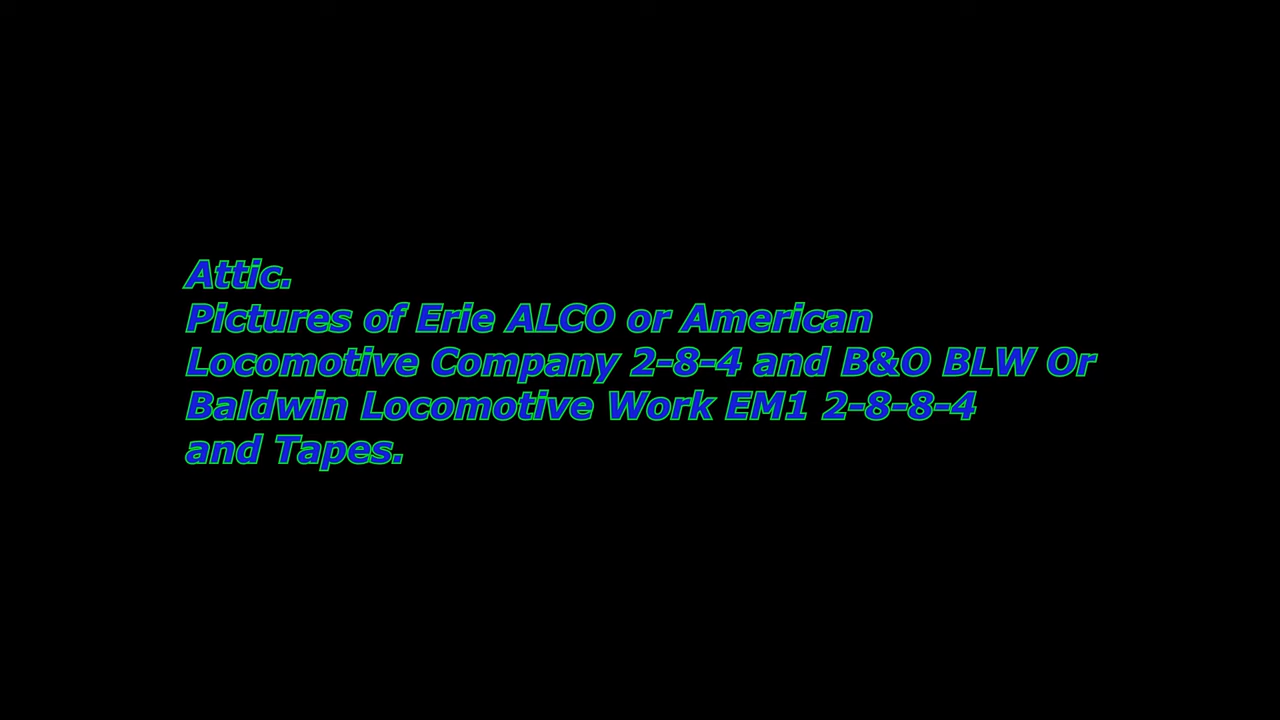 Attic.
Pictures of Erie ALCO or American
Locomotive Company 2-8-4 and B&O BLW Or
Baldwin Locomotive Work EM1 2-8-8-4
and Tapes.